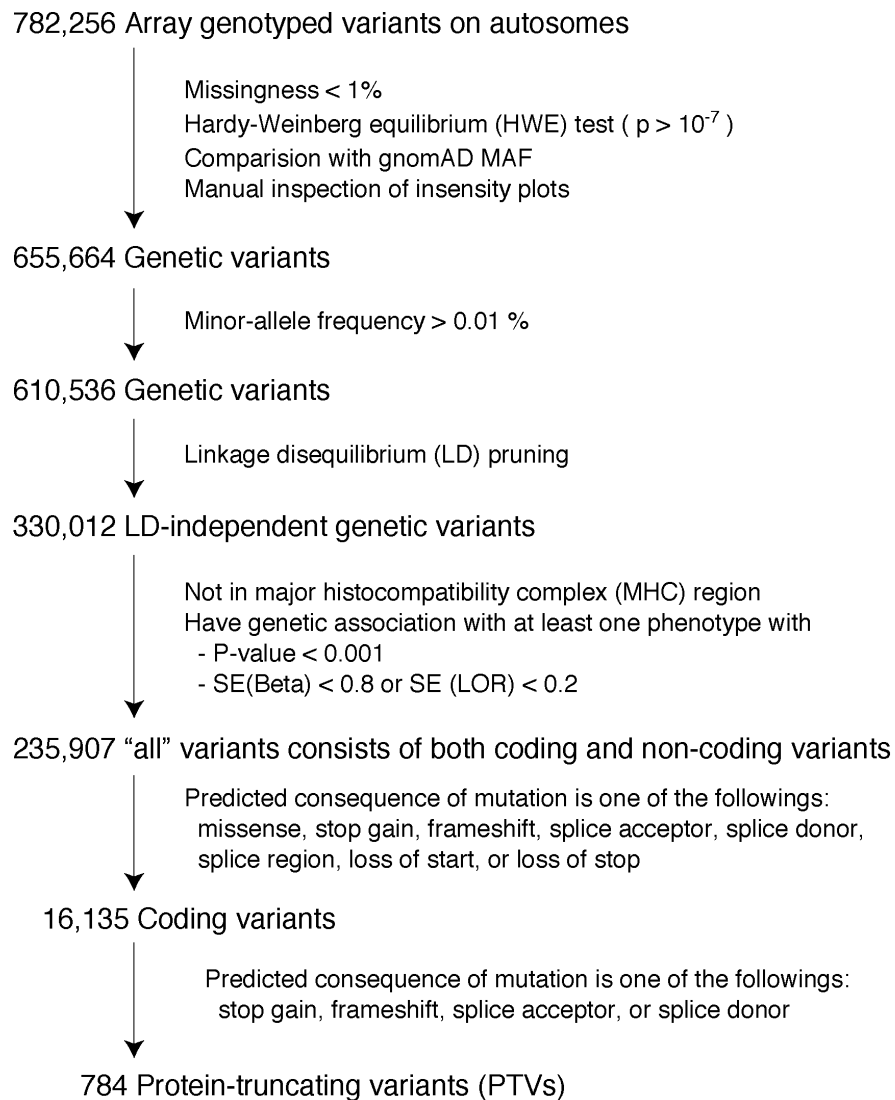 782,256 Array genotyped variants on autosomes
Missingness < 1%
Hardy-Weinberg equilibrium (HWE) test ( p > 10⁻⁷ )
Comparision with gnomAD MAF
Manual inspection of insensity plots
655,664 Genetic variants
Minor-allele frequency > 0.01 %
610,536 Genetic variants
Linkage disequilibrium (LD) pruning
330,012 LD-independent genetic variants
Not in major histocompatibility complex (MHC) region
Have genetic association with at least one phenotype with
- P-value < 0.001
- SE(Beta) < 0.8 or SE (LOR) < 0.2
235,907 “all” variants consists of both coding and non-coding variants
Predicted consequence of mutation is one of the followings:
missense, stop gain, frameshift, splice acceptor, splice donor,
splice region, loss of start, or loss of stop
16,135 Coding variants
Predicted consequence of mutation is one of the followings:
stop gain, frameshift, splice acceptor, or splice donor
784 Protein-truncating variants (PTVs)